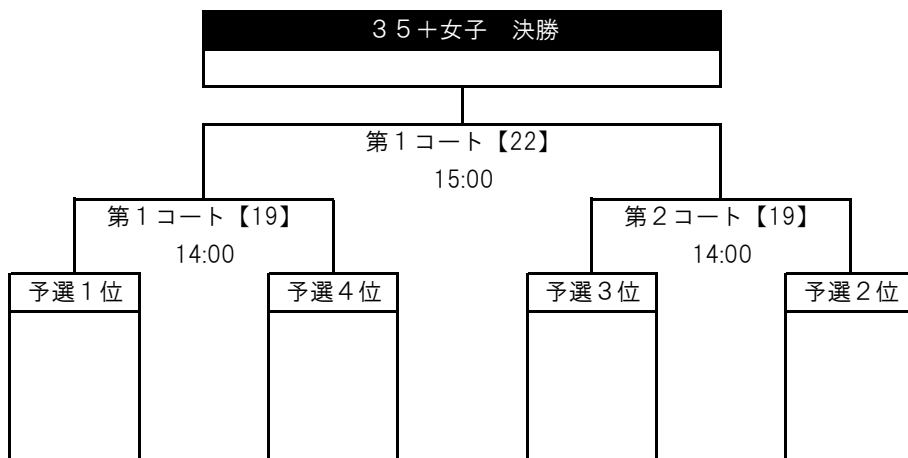 ３５＋女子　決勝
第１コート【22】
15:00
第１コート【19】
第２コート【19】
14:00
14:00
予選１位
予選４位
予選３位
予選２位